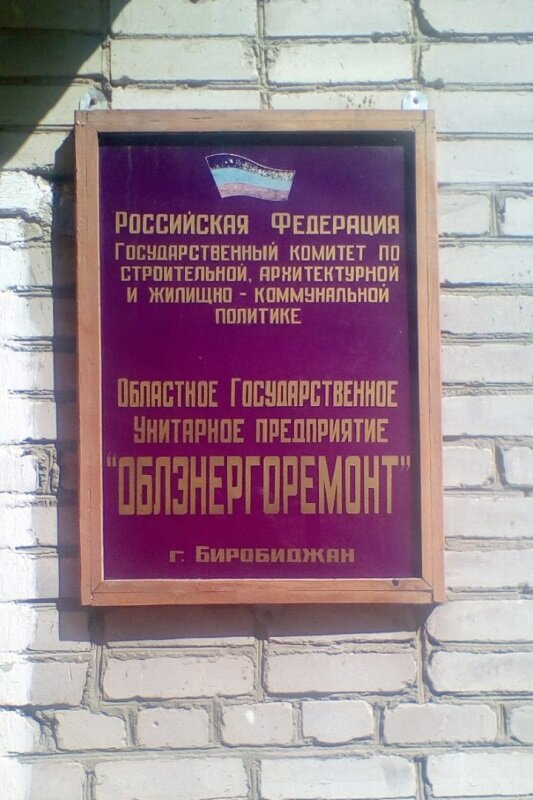 Российская Федерация
Государственный комитет по
строительной, архитектурной
и жилищно - коммунальной
политике
Областное Государственное
Унитарное предприятие
"ОБЛЭНЕРГОРЕМОНТ"
г. Биробиджан